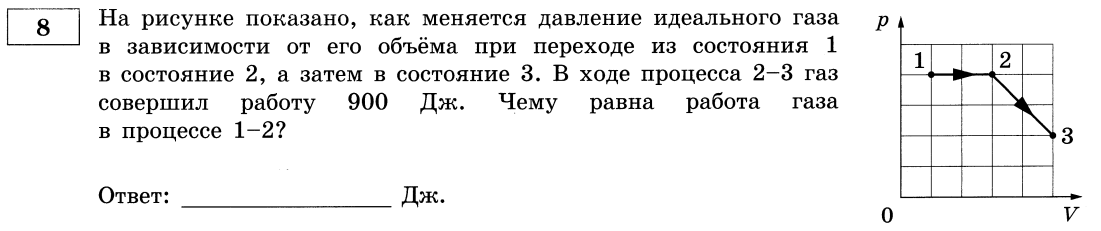 8
На рисунке показано, как меняется давление идеального газа
в зависимости от его объёма при переходе из состояния 1
в состояние 2, а затем в состояние 3. В ходе процесса 2–3 газ
совершил работу 900 Дж. Чему равна работа газа
в процессе 1–2?
Ответ: ____________________ Дж.
p
1
2
3
0
V